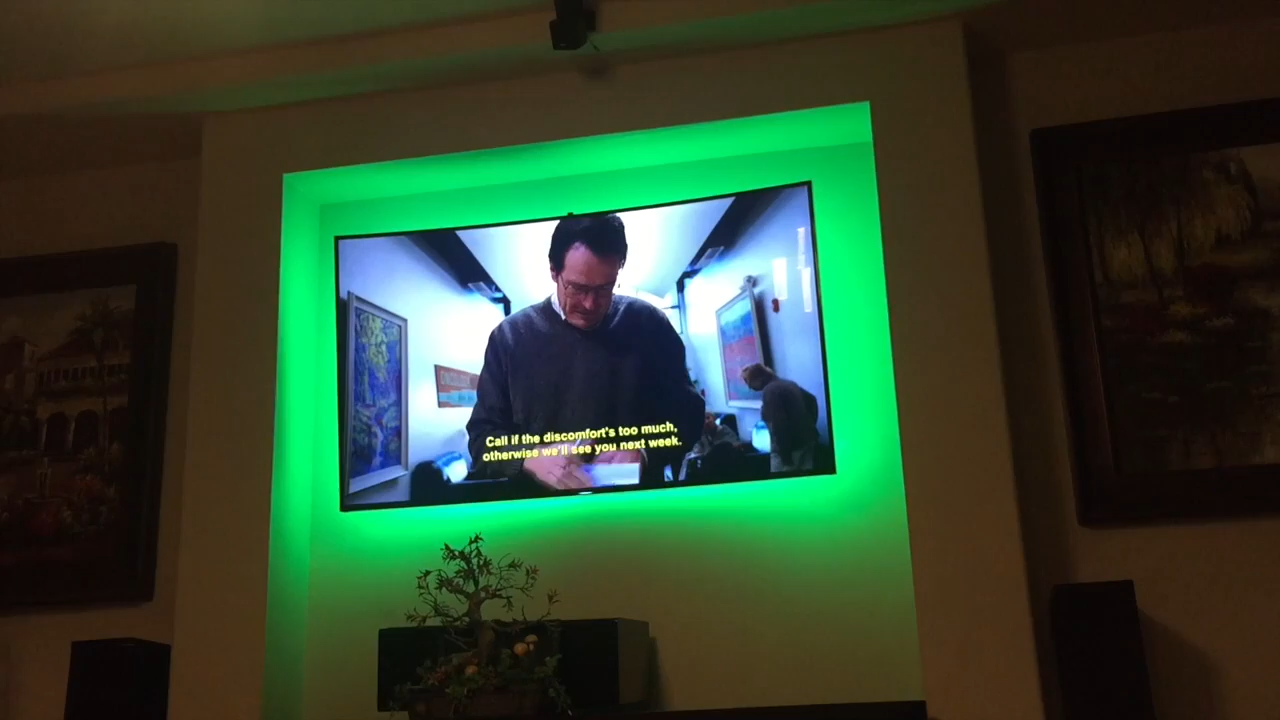 Call if the discomfort's too much,
otherwise we'll see you next week.